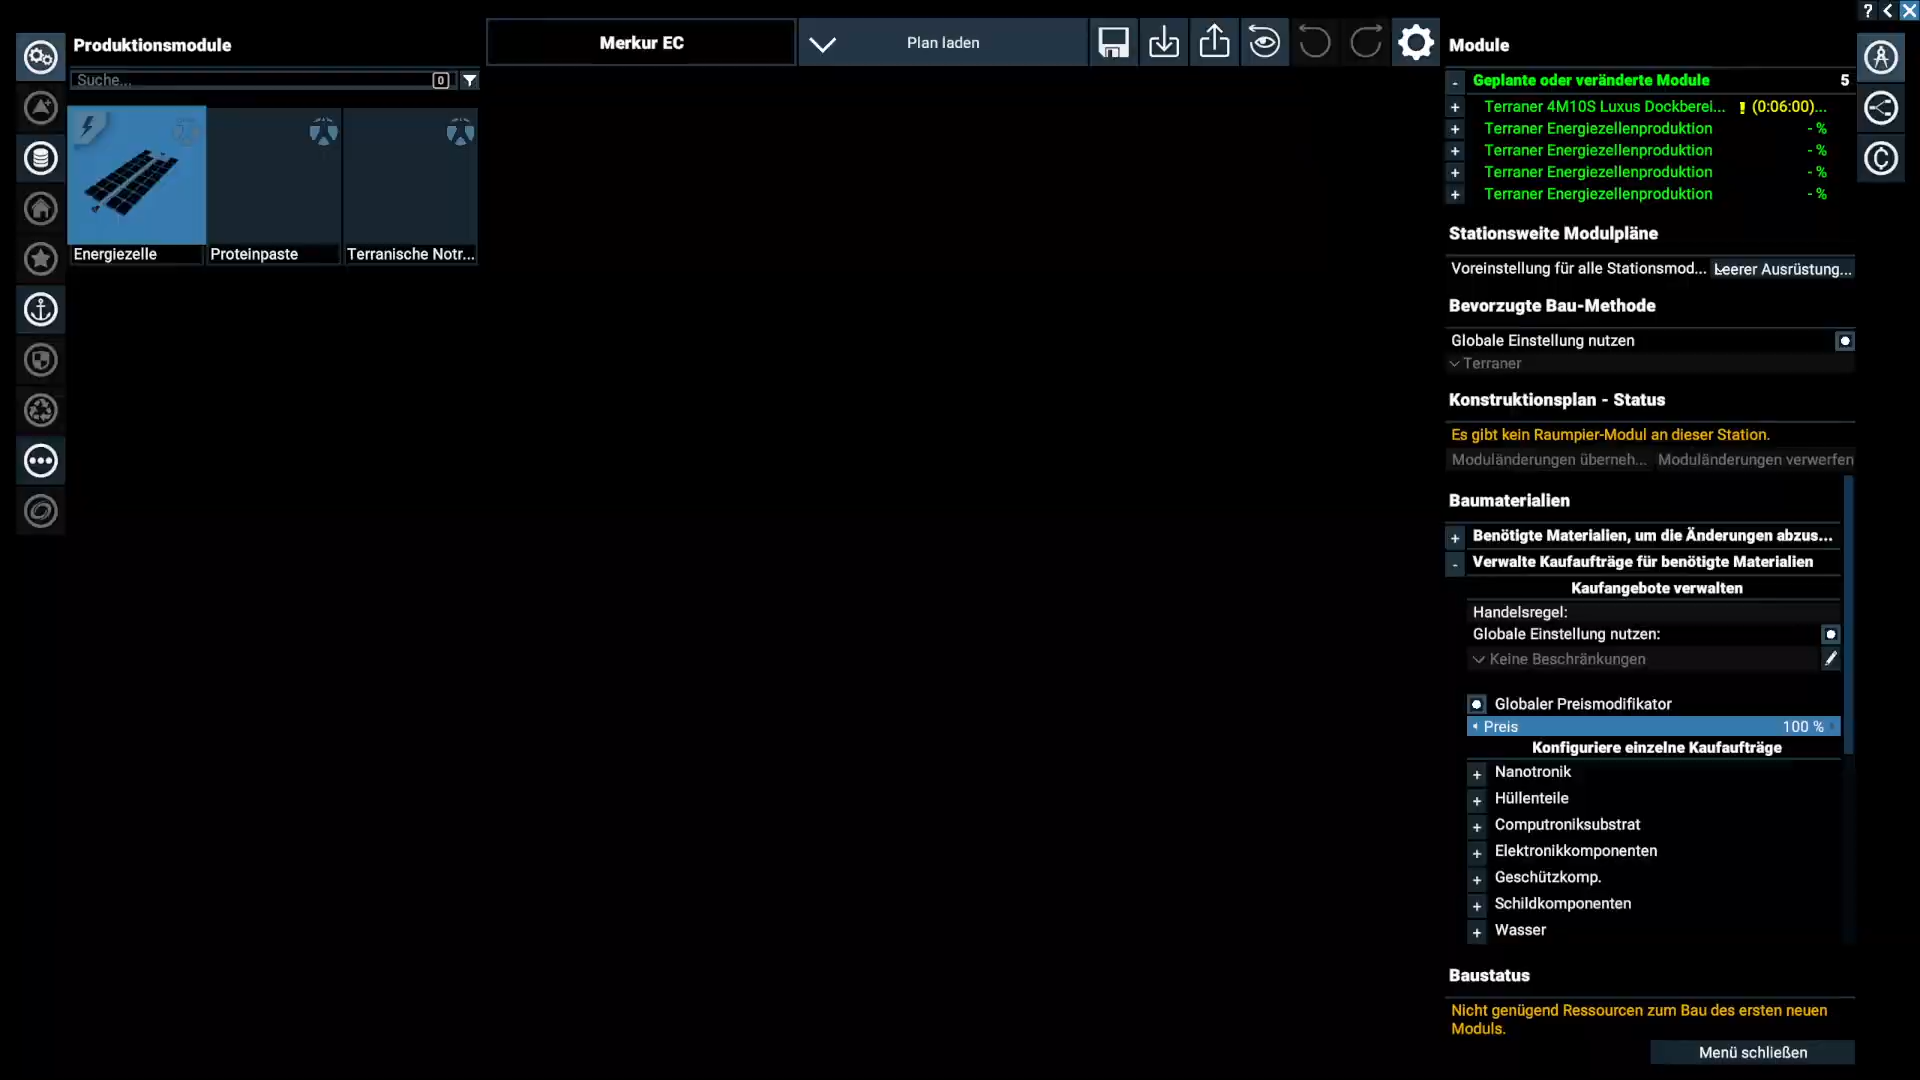 Produktionsmodule
Suche...
0
Energiezelle
Proteinpaste
Terranische Notr...
Merkur EC
Plan laden
?
Module
- Geplante oder veränderte Module 5
+ Terraner 4M10S Luxus Dockberei... ! (0:06:00)...
+ Terraner Energiezellenproduktion - %
+ Terraner Energiezellenproduktion - %
+ Terraner Energiezellenproduktion - %
+ Terraner Energiezellenproduktion - %
Stationsweite Modulpläne
Voreinstellung für alle Stationsmod... Leerer Ausrüstung...
Bevorzugte Bau-Methode
Globale Einstellung nutzen
Terraner
Konstruktionsplan - Status
Es gibt kein Raumpier-Modul an dieser Station.
Moduländerungen überneh... Moduländerungen verwerfen
Baumaterialien
+ Benötigte Materialien, um die Änderungen abzus...
- Verwalte Kaufaufträge für benötigte Materialien
Kaufangebote verwalten
Handelsregel:
Globale Einstellung nutzen:
Keine Beschränkungen
Globaler Preismodifikator
Preis 100 %
Konfiguriere einzelne Kaufaufträge
+ Nanotronik
+ Hüllenteile
+ Computroniksubstrat
+ Elektronikkomponenten
+ Geschützkomp.
+ Schildkomponenten
+ Wasser
Baustatus
Nicht genügend Ressourcen zum Bau des ersten neuen
Moduls.
Menü schließen